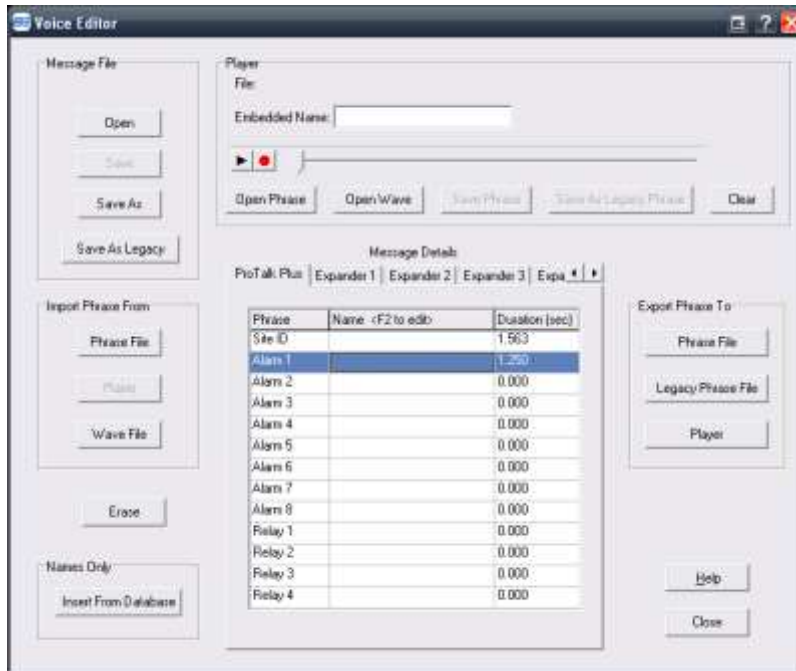 Voice Editor
Message File
Open
Save
Save As
Save As Legacy
Player
File:
Embedded Name:
Open Phrase Open Wave Save Phrase Save As Legacy Phrase Clear
Import Phrase From
Phrase File
Player
Wave File
Erase
Names Only
Insert From Database
Message Details
ProTalk Plus Expander 1 Expander 2 Expander 3 Expa
Phrase Name <F2 to edit> Duration (sec)
Site ID 1.563
Alarm 1 1.250
Alarm 2 0.000
Alarm 3 0.000
Alarm 4 0.000
Alarm 5 0.000
Alarm 6 0.000
Alarm 7 0.000
Alarm 8 0.000
Relay 1 0.000
Relay 2 0.000
Relay 3 0.000
Relay 4 0.000
Export Phrase To
Phrase File
Legacy Phrase File
Player
Help
Close